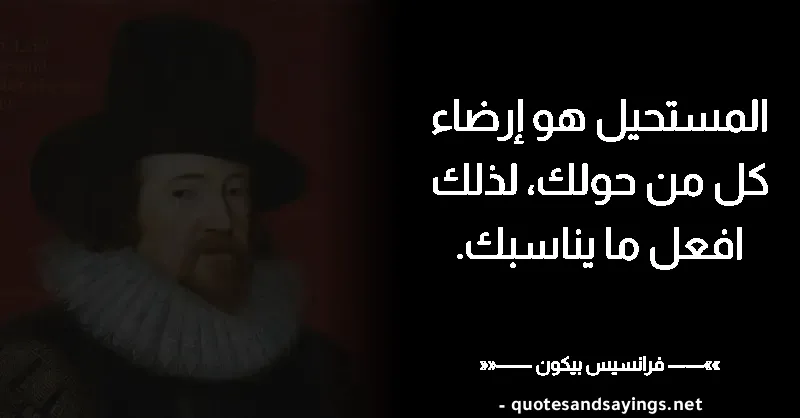 المستحيل هو إرضاء
كل من حولك، لذلك
افعل ما يناسبك.
»»—— فرانسيس بيكون ——««
- quotesandsayings.net